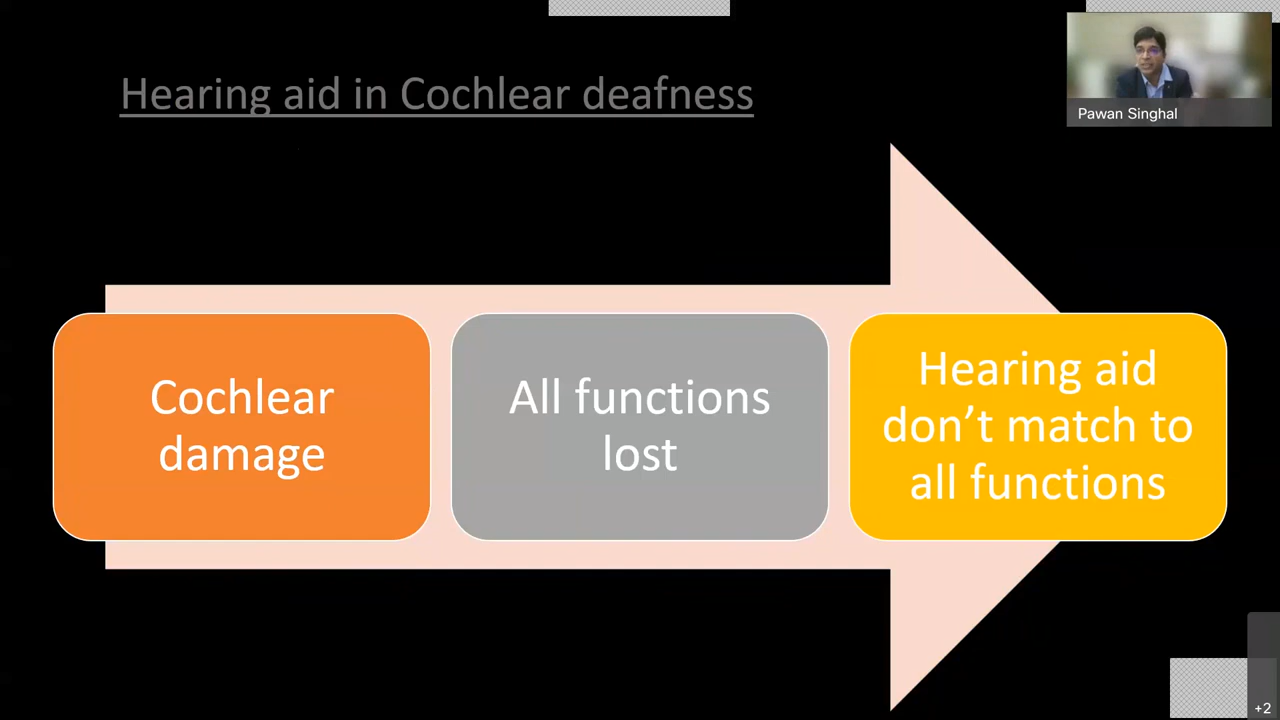 Hearing aid in Cochlear deafness
Pawan Singhal
Cochlear
damage
All functions
lost
Hearing aid
don’t match to
all functions
+2